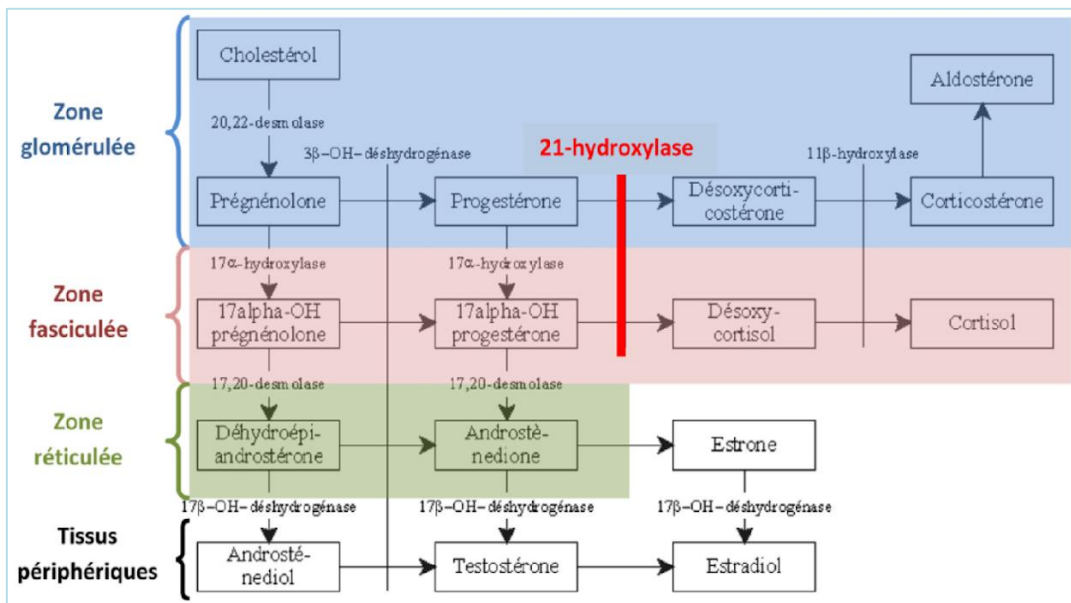 Cholestérol
Aldostérone
Zone
glomérulée
20,22-desmolase
3β-OH-déshydrogénase
21-hydroxylase
11β-hydroxylase
Prégnénolone
Progestérone
Désoxycorti
costérone
Corticostérone
17α-hydroxylase
17α-hydroxylase
Zone
fasciculée
17alpha-OH
prégnénolone
17alpha-OH
progestérone
Désoxy-
cortisol
Cortisol
17,20-desmolase
17,20-desmolase
Zone
réticulée
Déhydroépi-
androstérone
Androstè-
nedione
Estrone
17β-OH-déshydrogénase
17β-OH-déshydrogénase
17β-OH-déshydrogénase
Tissus
périphériques
Androsté-
nediol
Testostérone
Estradiol